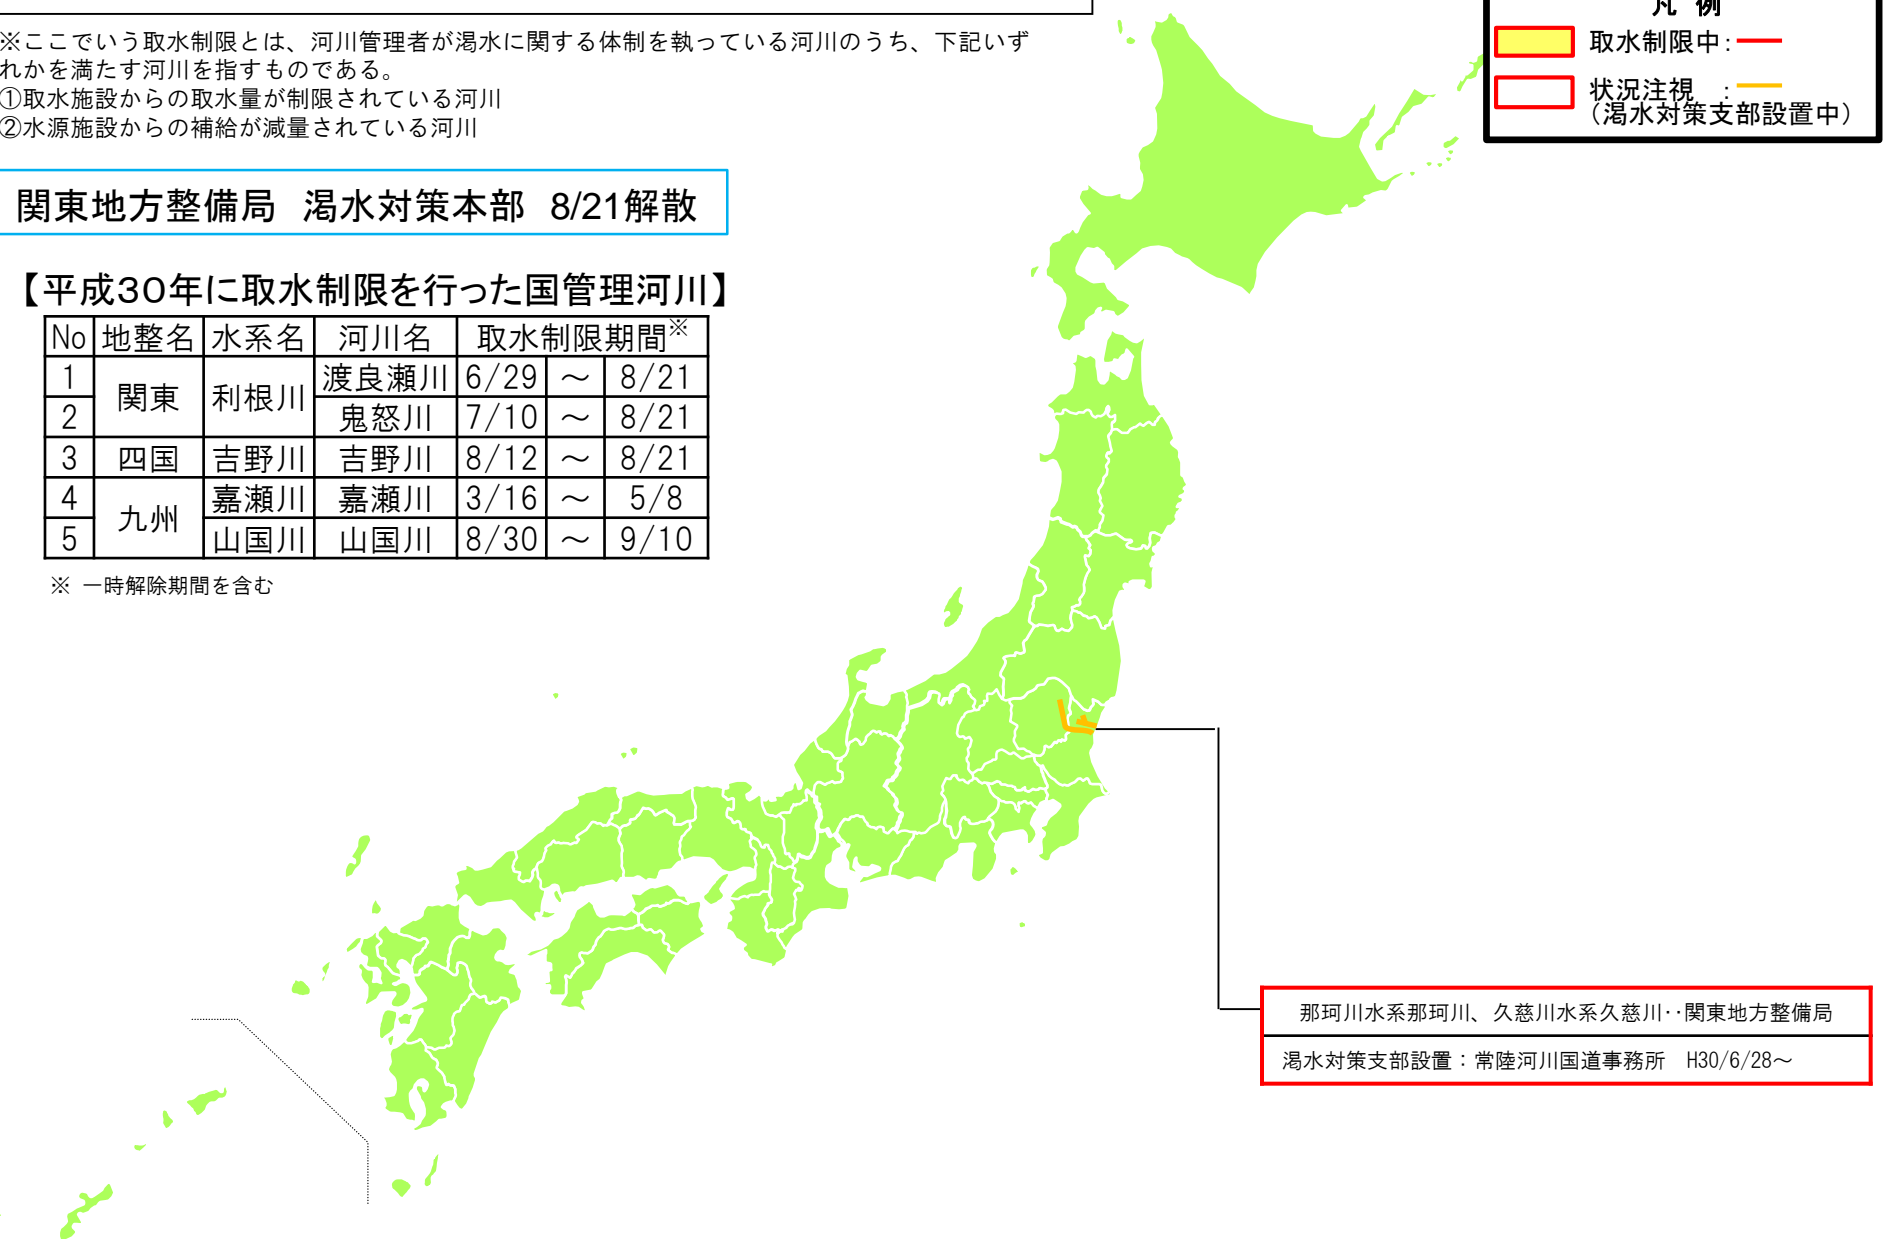 ※ここでいう取水制限とは、河川管理者が渇水に関する体制を執っている河川のうち、下記いず
れかを満たす河川を指すものである。
①取水施設からの取水量が制限されている河川
②水源施設からの補給が減量されている河川
凡 例
取水制限中:
状況注視 :
(渇水対策支部設置中)
関東地方整備局 渇水対策本部 8/21解散
【平成30年に取水制限を行った国管理河川】
No 地整名 水系名 河川名 取水制限期間※
1 関東 利根川 渡良瀬川 6/29 ～ 8/21
2 鬼怒川 7/10 ～ 8/21
3 四国 吉野川 吉野川 8/12 ～ 8/21
4 九州 嘉瀬川 嘉瀬川 3/16 ～ 5/8
5 山国川 山国川 8/30 ～ 9/10
※ 一時解除期間を含む
那珂川水系那珂川、久慈川水系久慈川‥関東地方整備局
渇水対策支部設置：常陸河川国道事務所 H30/6/28～